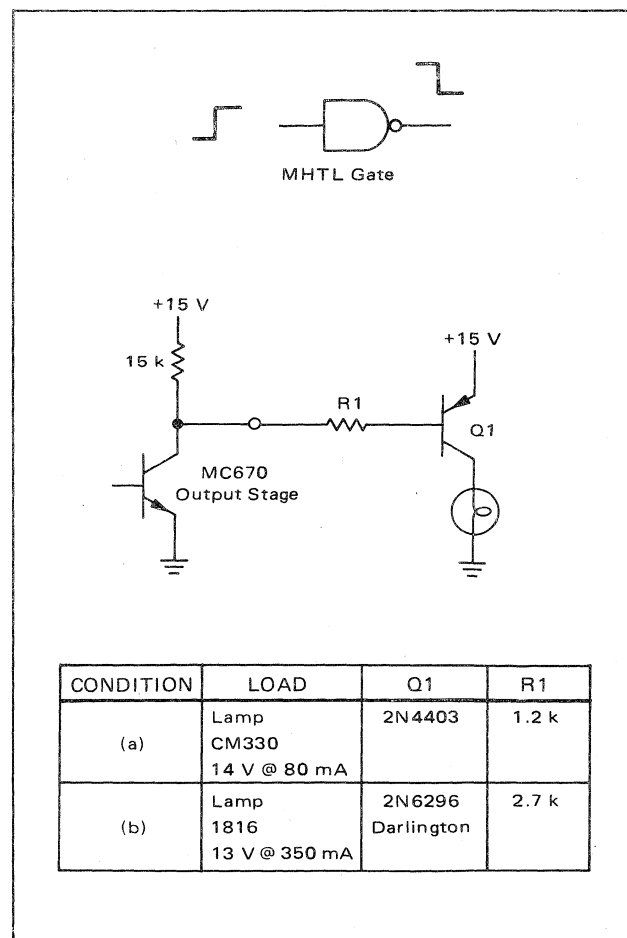 MHTL Gate
+15 V
15 k
+15 V
R1
Q1
MC670
Output Stage
CONDITION LOAD Q1 R1
(a) Lamp 2N4403 1.2 k
CM330
14 V @ 80 mA
(b) Lamp 2N6296 2.7 k
1816 Darlington
13 V @ 350 mA